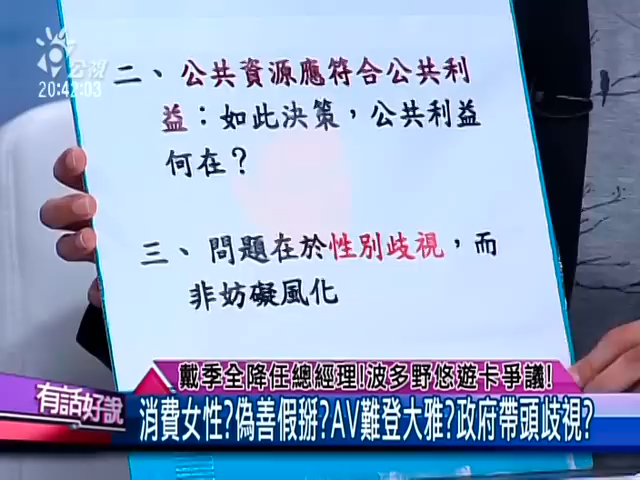 公視
20:42:03
二、公共資源應符合公共利
益：如此決策，公共利益
何在？
三、問題在於性別歧視，而
非妨礙風化
戴季全降任總經理!波多野悠遊卡爭議!
有話好說
消費女性?偽善假掰?AV難登大雅?政府帶頭歧視?